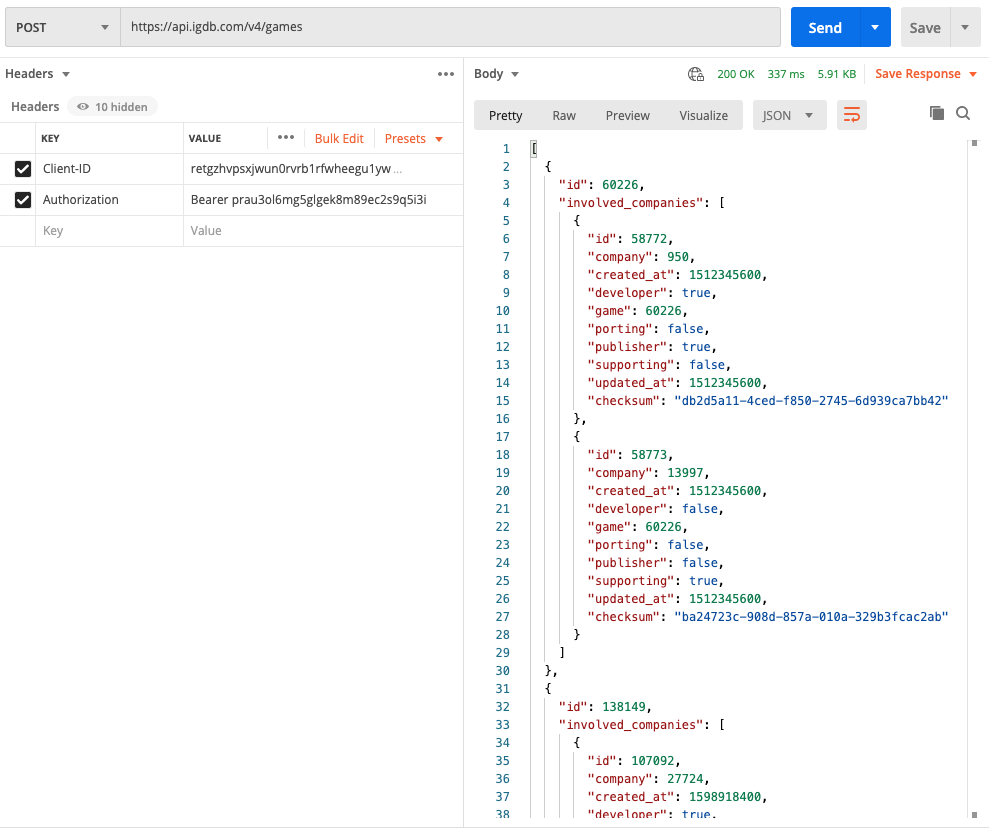 POST https://api.igdb.com/v4/games Send Save
Headers
Headers 10 hidden
KEY VALUE Bulk Edit Presets
Client-ID retgzhvpsxjwun0rvrb1rfwheegu1yw ...
Authorization Bearer prau3ol6mg5glgek8m89ec2s9q5i3i
Key Value
Body 200 OK 337 ms 5.91 KB Save Response
Pretty Raw Preview Visualize JSON
1 [
2 {
3 "id": 60226,
4 "involved_companies": [
5 {
6 "id": 58772,
7 "company": 950,
8 "created_at": 1512345600,
9 "developer": true,
10 "game": 60226,
11 "porting": false,
12 "publisher": true,
13 "supporting": false,
14 "updated_at": 1512345600,
15 "checksum": "db2d5a11-4ced-f850-2745-6d939ca7bb42"
16 },
17 {
18 "id": 58773,
19 "company": 13997,
20 "created_at": 1512345600,
21 "developer": false,
22 "game": 60226,
23 "porting": false,
24 "publisher": false,
25 "supporting": true,
26 "updated_at": 1512345600,
27 "checksum": "ba24723c-908d-857a-010a-329b3fcac2ab"
28 }
29 ]
30 },
31 {
32 "id": 138149,
33 "involved_companies": [
34 {
35 "id": 107092,
36 "company": 27724,
37 "created_at": 1598918400,
38 "developer": true,